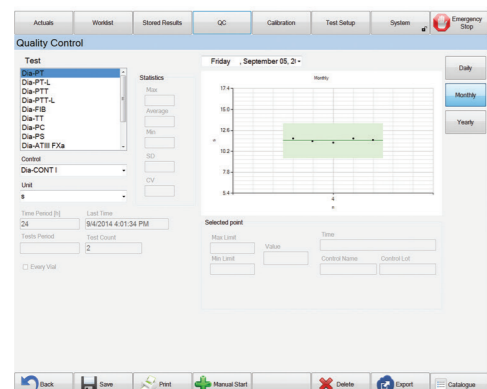 Actuals Worklist Stored Results QC Calibration Test Setup System Emergency Stop
Quality Control
Test
Dia-PT
Dia-PT-L
Dia-PTT
Dia-PTT-L
Dia-FIB
Dia-TT
Dia-PC
Dia-PS
Dia-ATIII FXa
Control
Dia-CONT I
Unit
s
Time Period [h] Last Time
24 9/4/2014 4:01:34 PM
Tests Period Test Count
2
Every Vial
Statistics
Max
Average
Min
SD
CV
Friday , September 05, 2
Monthly
17.4
15.0
12.6
10.2
7.8
5.4
4
Selected point
Max Limit Value Time
Min Limit Control Name Control Lot
Daily
Monthly
Yearly
Back Save Print Manual Start Delete Export Catalogue